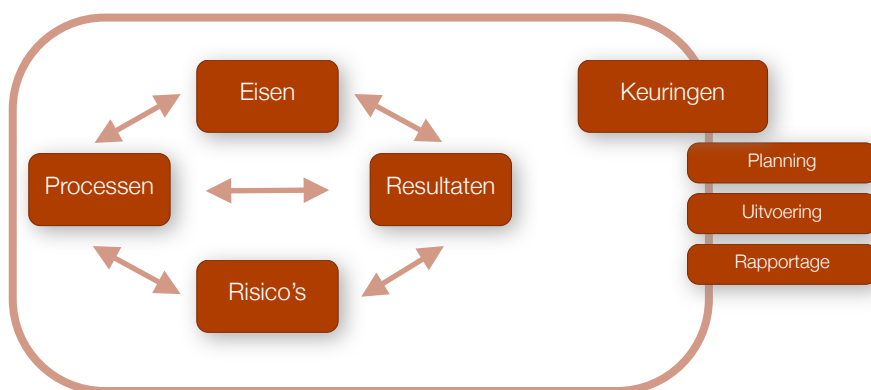 Eisen
Keuringen
Planning
Processen
Resultaten
Uitvoering
Rapportage
Risico’s